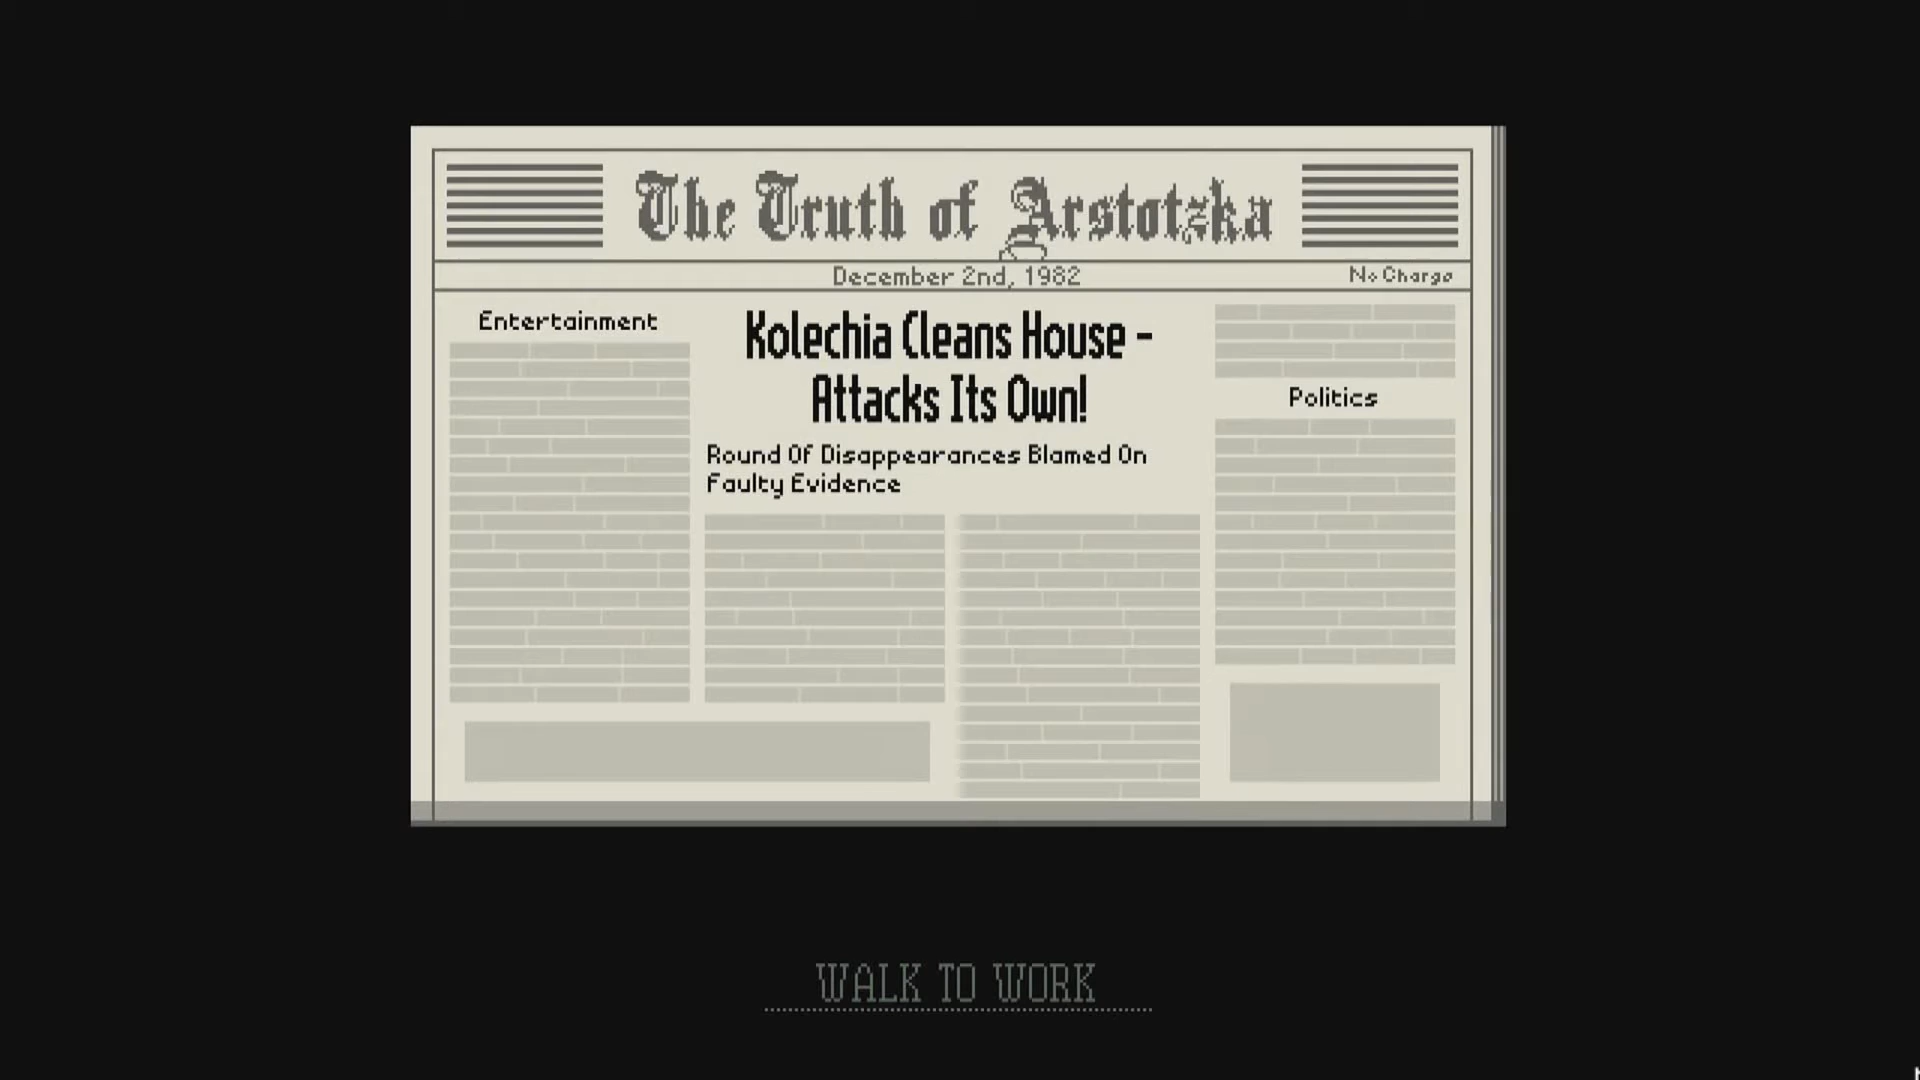 The Truth of Arstotzka
December 2nd, 1982
No Charge
Entertainment
Kolechia Cleans House -
Attacks Its Own!
Round Of Disappearances Blamed On
Faulty Evidence
Politics
WALK TO WORK